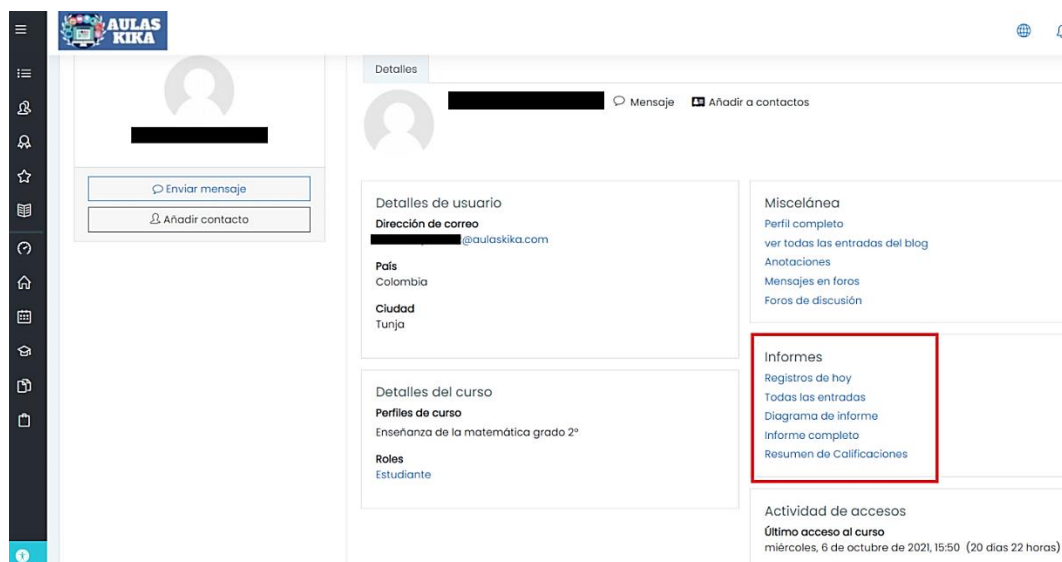 AULAS
KIKA
Detalles
Mensaje
Añadir a contactos
Enviar mensaje
Añadir contacto
Detalles de usuario
Dirección de correo
@aulaskika.com
País
Colombia
Ciudad
Tunja
Detalles del curso
Perfiles de curso
Enseñanza de la matemática grado 2°
Roles
Estudiante
Miscelánea
Perfil completo
ver todas las entradas del blog
Anotaciones
Mensajes en foros
Foros de discusión
Informes
Registros de hoy
Todas las entradas
Diagrama de informe
Informe completo
Resumen de Calificaciones
Actividad de accesos
Último acceso al curso
miércoles, 6 de octubre de 2021, 15:50 (20 días 22 horas)